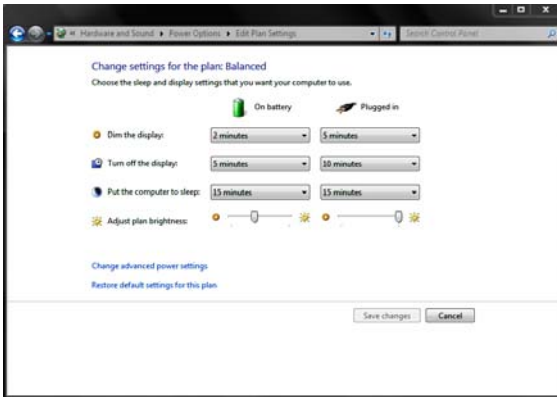 « Hardware and Sound ▸ Power Options ▸ Edit Plan Settings
Search Control Panel
Change settings for the plan: Balanced
Choose the sleep and display settings that you want your computer to use.
On battery Plugged in
Dim the display: 2 minutes 5 minutes
Turn off the display: 5 minutes 10 minutes
Put the computer to sleep: 15 minutes 15 minutes
Adjust plan brightness:
Change advanced power settings
Restore default settings for this plan
Save changes Cancel